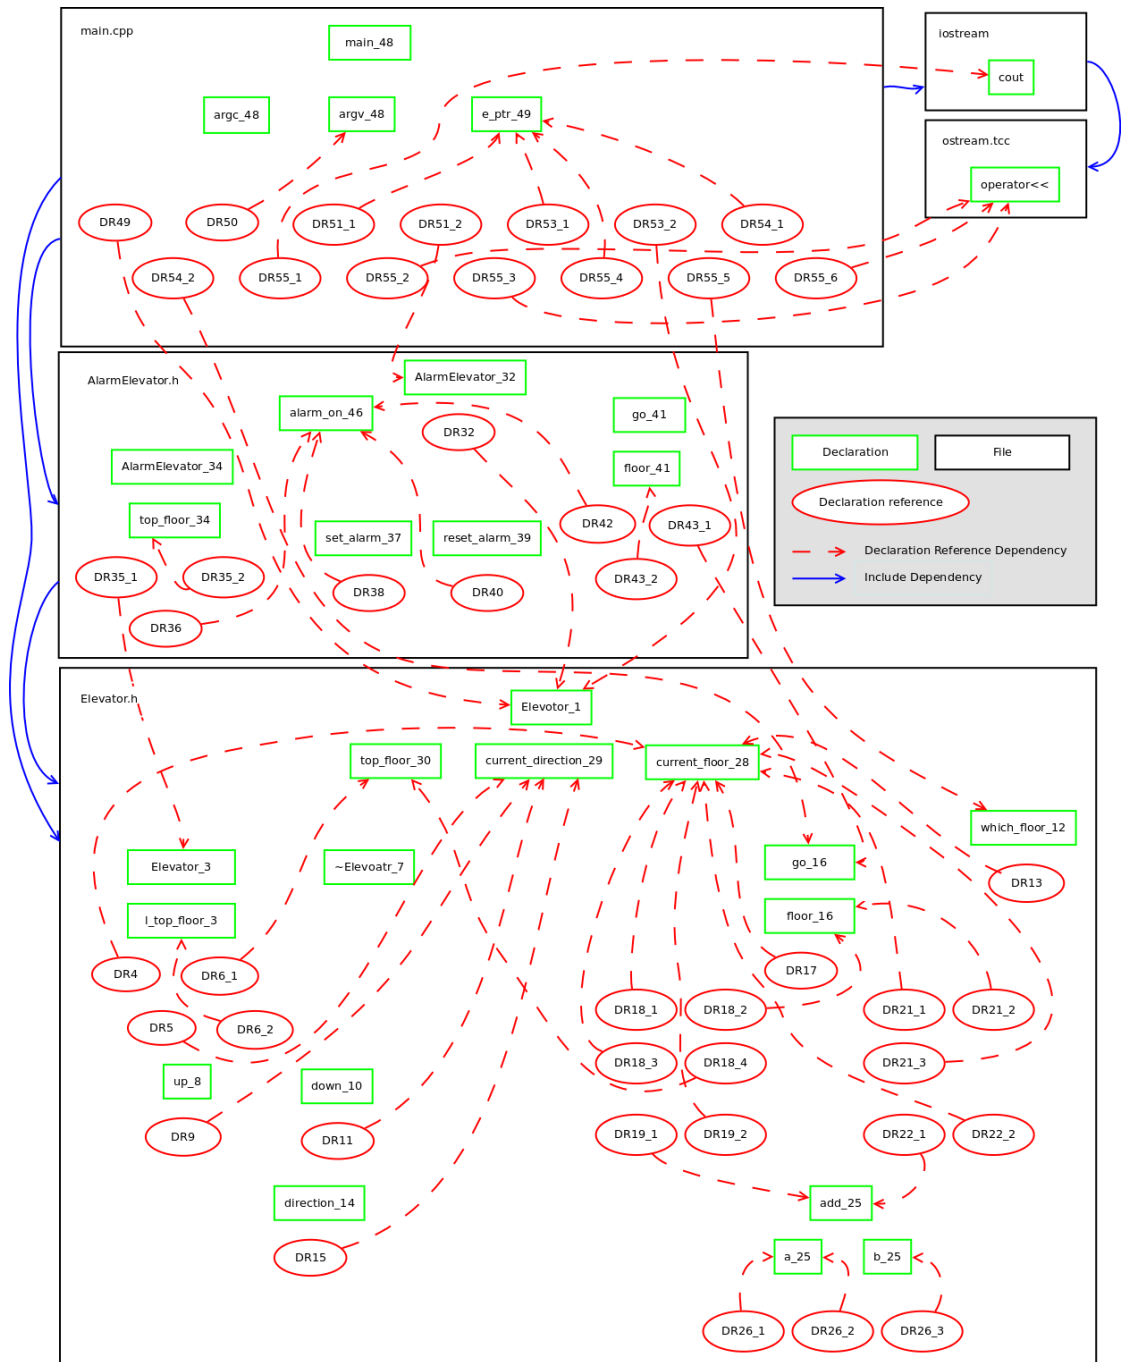 main.cpp
main_48
iostream
cout
argc_48
argv_48
e_ptr_49
ostream.tcc
operator<<
DR49
DR50
DR51_1
DR51_2
DR53_1
DR53_2
DR54_1
DR54_2
DR55_1
DR55_2
DR55_3
DR55_4
DR55_5
DR55_6
AlarmElevator.h
AlarmElevator_32
alarm_on_46
go_41
DR32
AlarmElevator_34
floor_41
top_floor_34
set_alarm_37
reset_alarm_39
DR42
DR43_1
DR35_1
DR35_2
DR38
DR40
DR43_2
DR36
Declaration
File
Declaration reference
Declaration Reference Dependency
Include Dependency
Elevator.h
Elevotor_1
top_floor_30
current_direction_29
current_floor_28
which_floor_12
Elevator_3
~Elevoatr_7
go_16
DR13
l_top_floor_3
floor_16
DR4
DR6_1
DR17
DR5
DR6_2
DR18_1
DR18_2
DR21_1
DR21_2
DR18_3
DR18_4
DR21_3
up_8
down_10
DR9
DR11
DR19_1
DR19_2
DR22_1
DR22_2
direction_14
add_25
DR15
a_25
b_25
DR26_1
DR26_2
DR26_3